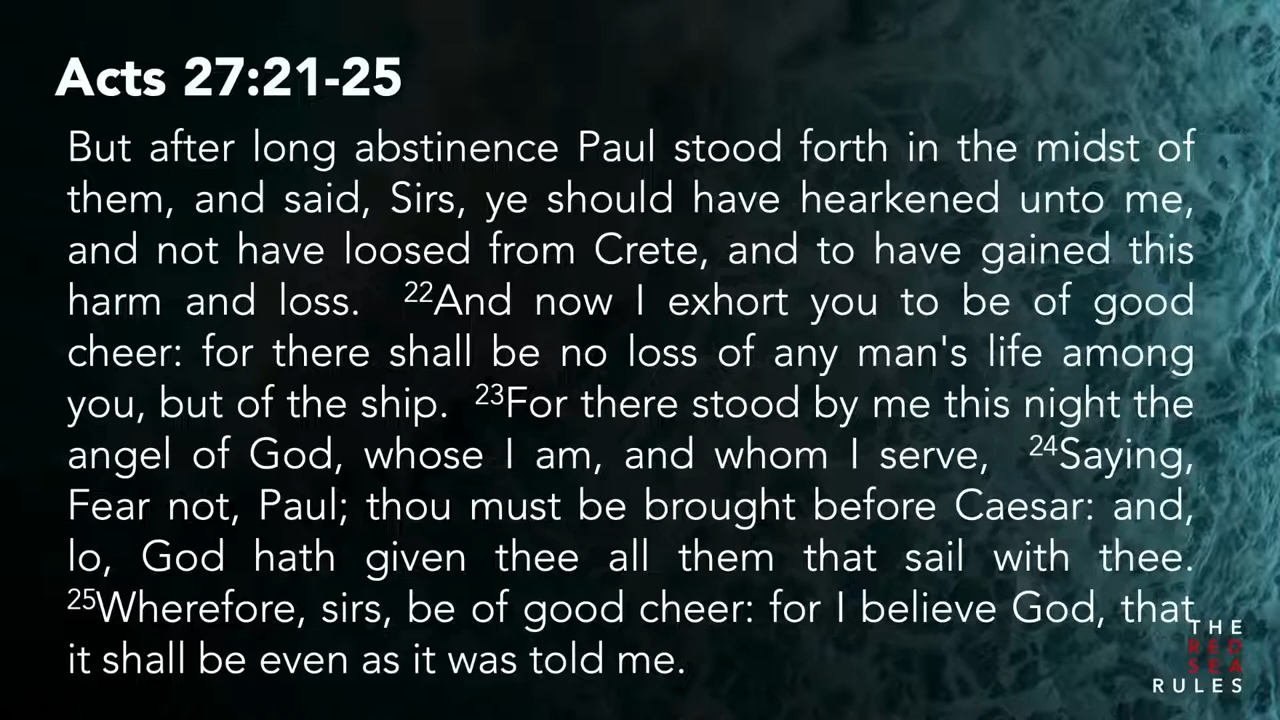 Acts 27:21-25
But after long abstinence Paul stood forth in the midst of
them, and said, Sirs, ye should have hearkened unto me,
and not have loosed from Crete, and to have gained this
harm and loss. 22And now I exhort you to be of good
cheer: for there shall be no loss of any man's life among
you, but of the ship. 23For there stood by me this night the
angel of God, whose I am, and whom I serve, 24Saying,
Fear not, Paul; thou must be brought before Caesar: and,
lo, God hath given thee all them that sail with thee.
25Wherefore, sirs, be of good cheer: for I believe God, that
it shall be even as it was told me.
THE
RED
SEA
RULES